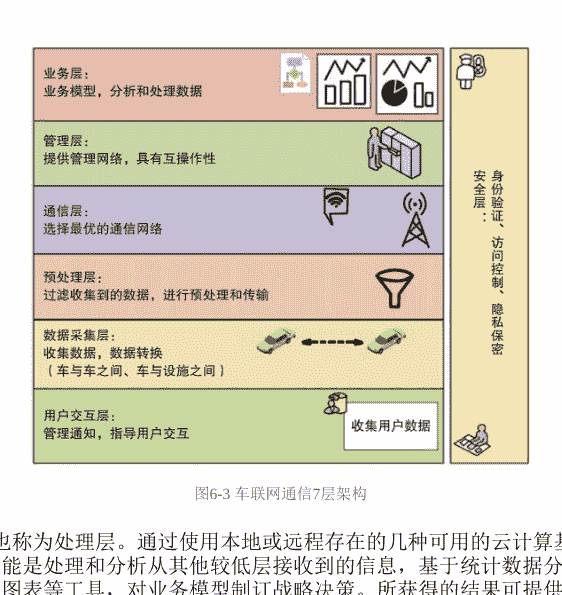 业务层：
业务模型，分析和处理数据
管理层：
提供管理网络，具有互操作性
通信层：
选择最优的通信网络
预处理层：
过滤收集到的数据，进行预处理和传输
数据采集层：
收集数据，数据转换
（车与车之间、车与设施之间）
用户交互层：
管理通知，指导用户交互
收集用户数据
安全层：
身份验证、访问控制、隐私保密
图6-3 车联网通信7层架构
也称为处理层。通过使用本地或远程存在的几种可用的云计算基
能是处理和分析从其他较低层接收到的信息，基于统计数据分
图表等工具，对业务模型制订战略决策。所获得的结果可提供